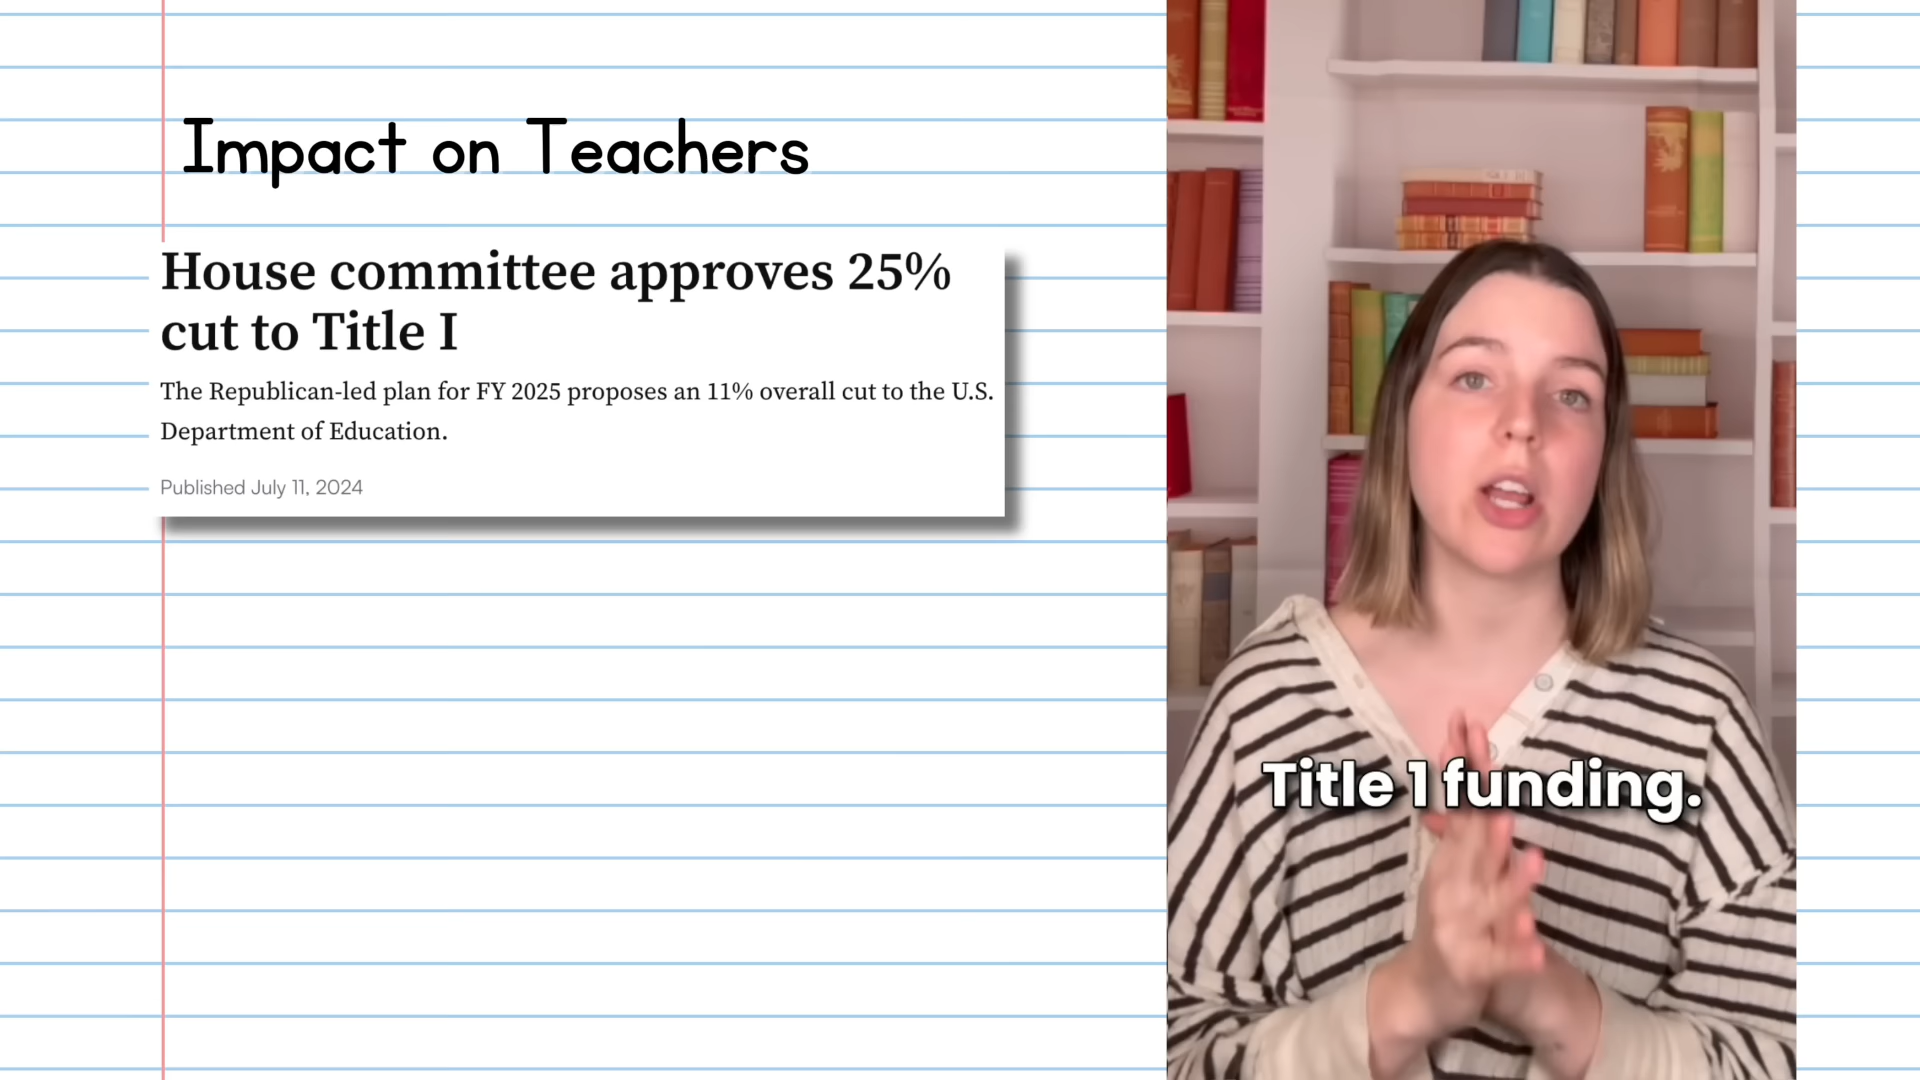 Impact on Teachers
House committee approves 25%
cut to Title I
The Republican-led plan for FY 2025 proposes an 11% overall cut to the U.S.
Department of Education.
Published July 11, 2024
Title 1 funding.